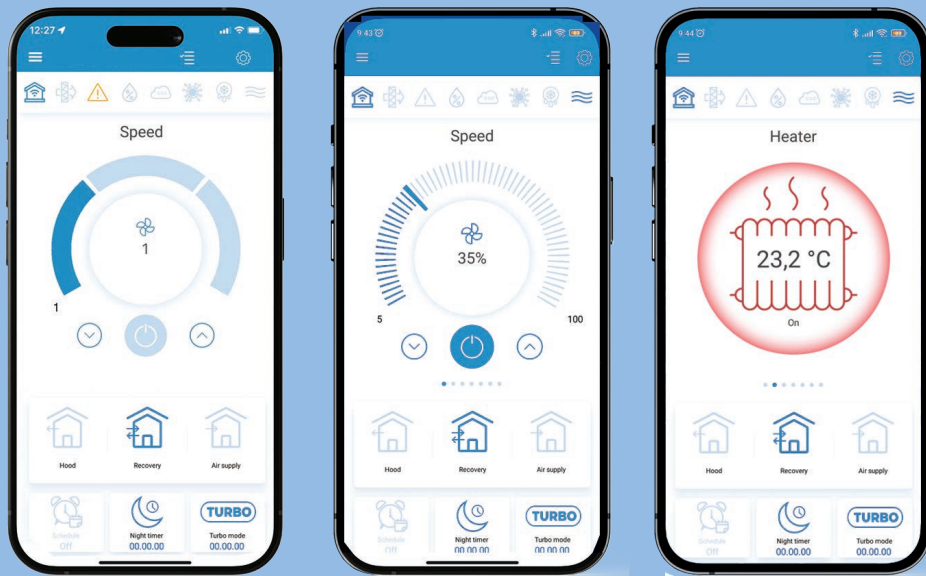 12:27
Speed
1
1
Hood
Recovery
Air supply
Schedule
Off
Night timer
00.00.00
TURBO
Turbo mode
00.00.00
9:43
Speed
35%
5
100
Hood
Recovery
Air supply
Schedule
Off
Night timer
00.00.00
TURBO
Turbo mode
00.00.00
9:44
Heater
23,2 °C
On
Hood
Recovery
Air supply
Schedule
Off
Night timer
00.00.00
TURBO
Turbo mode
00.00.00